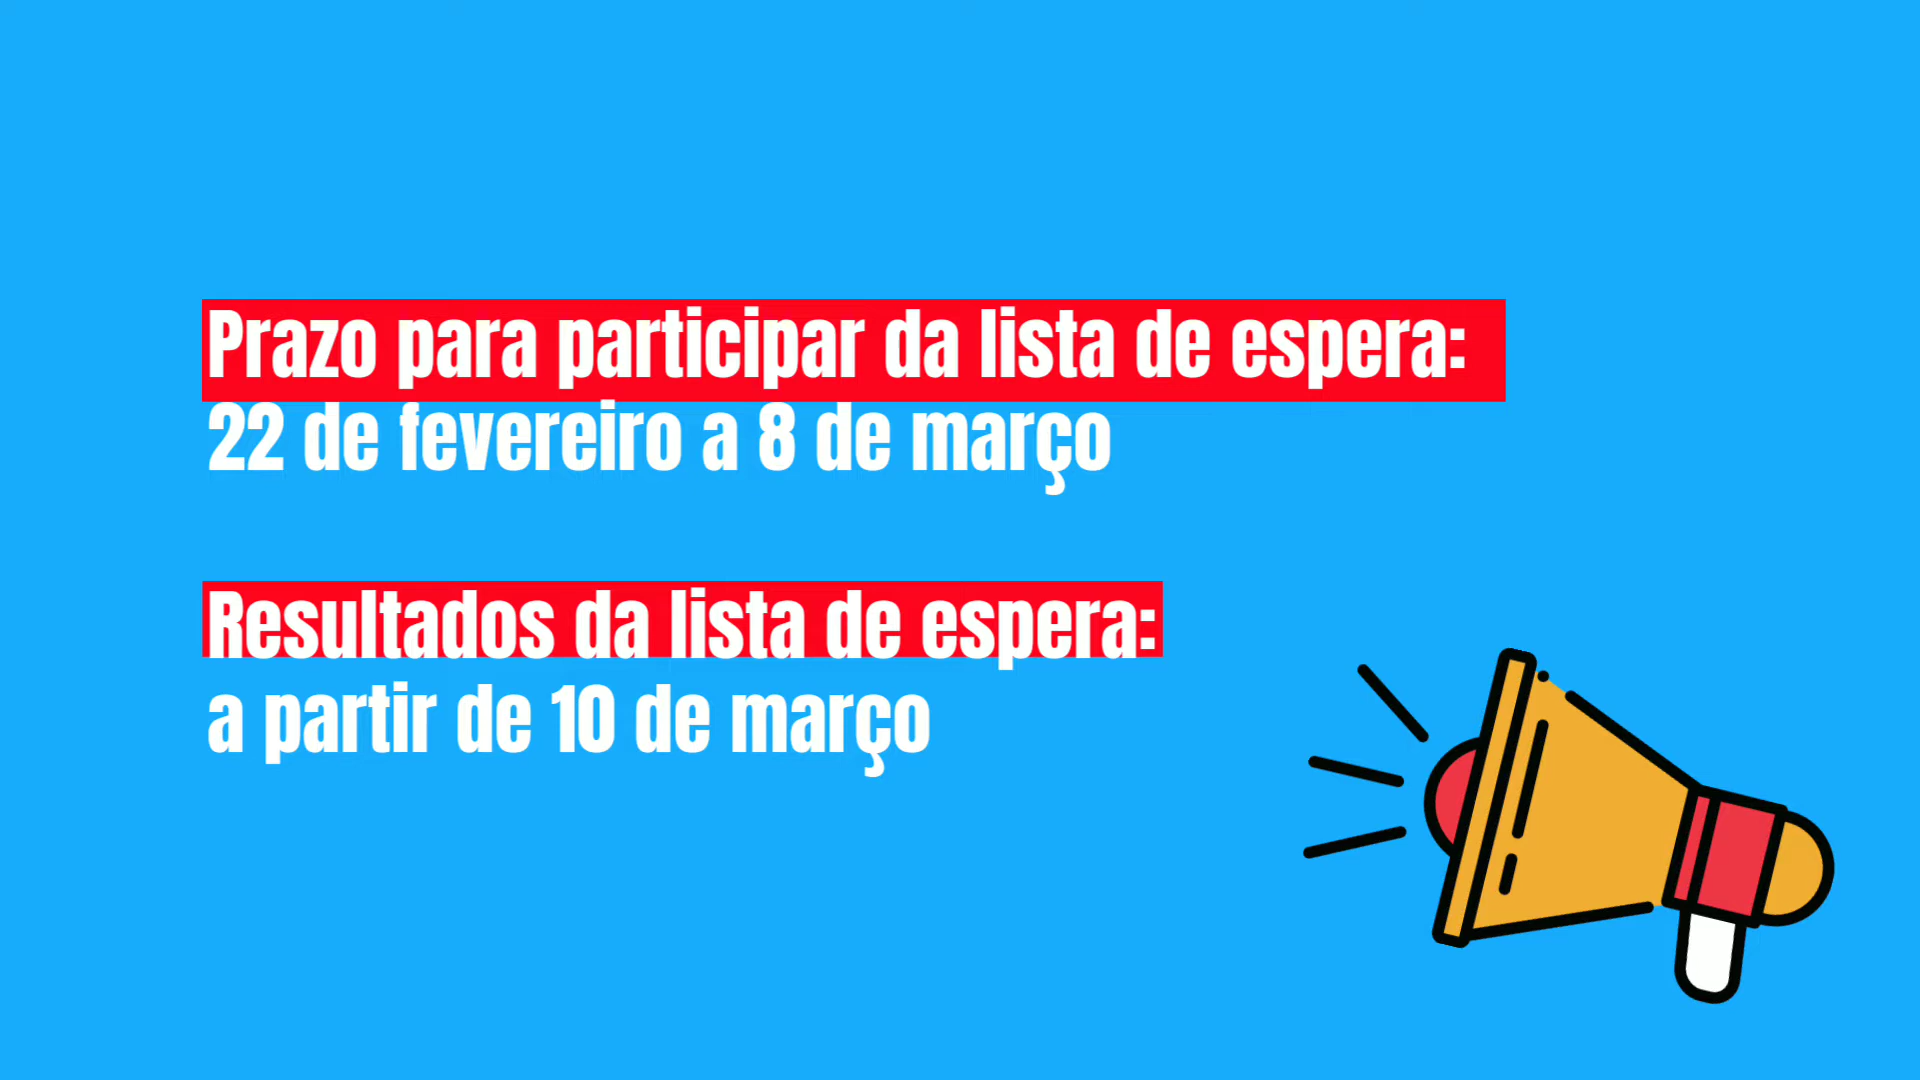 Prazo para participar da lista de espera:
22 de fevereiro a 8 de março
Resultados da lista de espera:
a partir de 10 de março